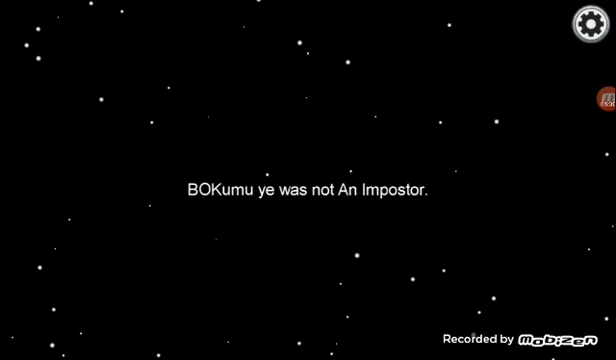 BOKumu ye was not An Impostor.
Recorded by mobizen